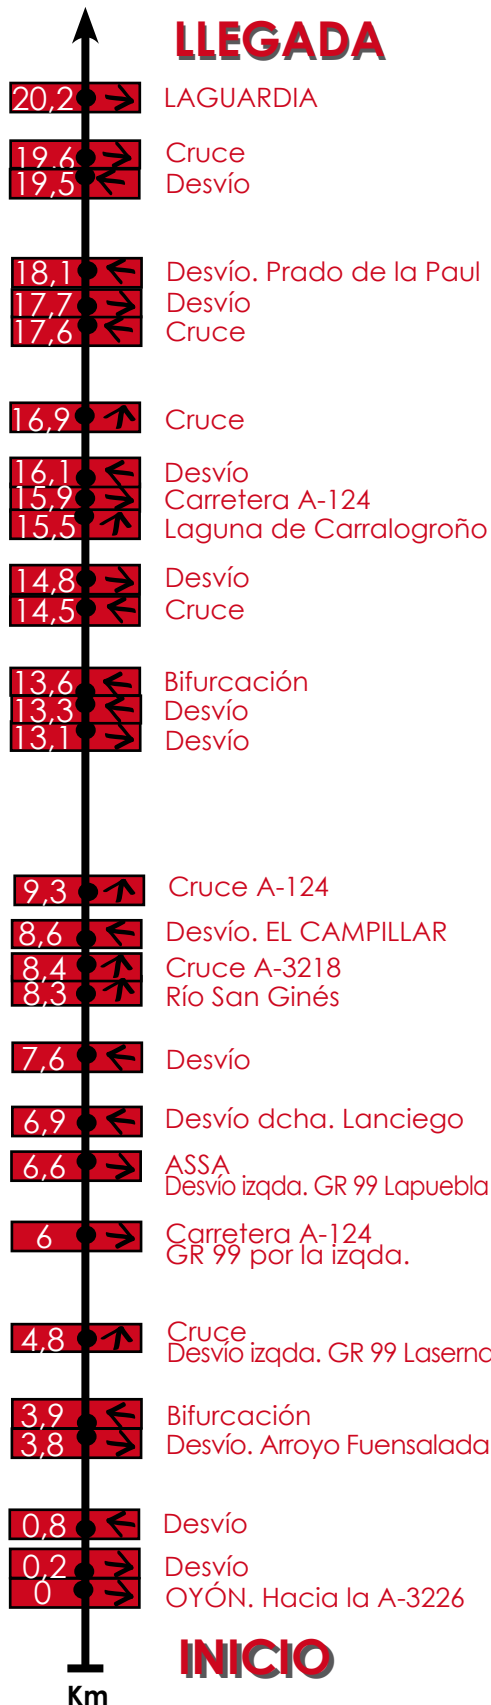 LLEGADA
20,2 LAGUARDIA
19,6 Cruce
19,5 Desvío
18,1 Desvío. Prado de la Paul
17,7 Desvío
17,6 Cruce
16,9 Cruce
16,1 Desvío
15,9 Carretera A-124
15,5 Laguna de Carralogroño
14,8 Desvío
14,5 Cruce
13,6 Bifurcación
13,3 Desvío
13,1 Desvío
9,3 Cruce A-124
8,6 Desvío. EL CAMPILLAR
8,4 Cruce A-3218
8,3 Río San Ginés
7,6 Desvío
6,9 Desvío dcha. Lanciego
6,6 ASSA
Desvío izqda. GR 99 Lapuebla
6 Carretera A-124
GR 99 por la izqda.
4,8 Cruce
Desvío izqda. GR 99 Laserna
3,9 Bifurcación
3,8 Desvío. Arroyo Fuensalada
0,8 Desvío
0,2 Desvío
0 OYÓN. Hacia la A-3226
INICIO
Km